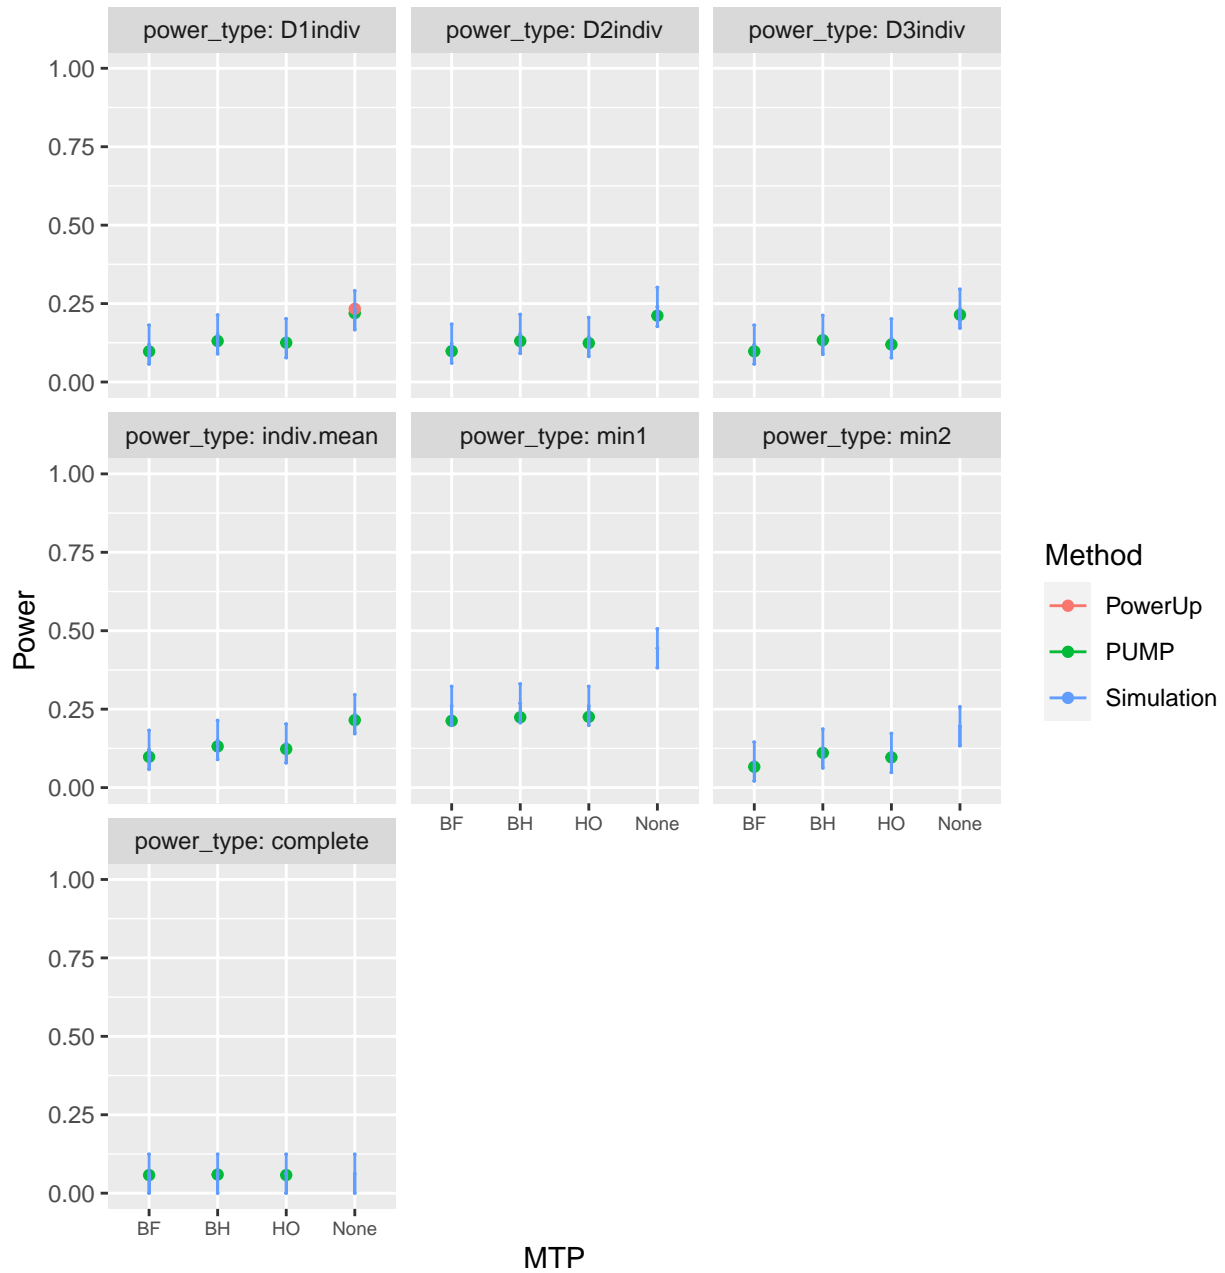 power_type: D1indiv
power_type: D2indiv
power_type: D3indiv
1.00
0.75
0.50
0.25
0.00
power_type: indiv.mean
power_type: min1
power_type: min2
1.00
0.75
0.50
0.25
0.00
BF BH HO None
BF BH HO None
power_type: complete
1.00
0.75
0.50
0.25
0.00
BF BH HO None
MTP
Power
Method
PowerUp
PUMP
Simulation